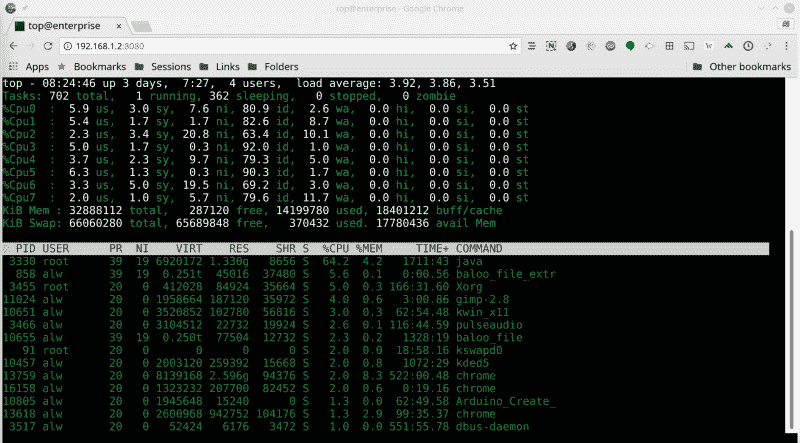 top@enterprise - Google Chrome
top@enterprise
192.168.1.2:8080
Apps Bookmarks Sessions Links Folders Other bookmarks
top - 08:24:46 up 3 days, 7:27, 4 users, load average: 3.92, 3.86, 3.51
Tasks: 702 total, 1 running, 362 sleeping, 0 stopped, 0 zombie
%Cpu0 : 5.9 us, 3.0 sy, 7.6 ni, 80.9 id, 2.6 wa, 0.0 hi, 0.0 si, 0.0 st
%Cpu1 : 5.4 us, 1.7 sy, 1.7 ni, 82.6 id, 8.7 wa, 0.0 hi, 0.0 si, 0.0 st
%Cpu2 : 2.3 us, 3.4 sy, 20.8 ni, 63.4 id, 10.1 wa, 0.0 hi, 0.0 si, 0.0 st
%Cpu3 : 5.0 us, 1.7 sy, 0.3 ni, 92.0 id, 1.0 wa, 0.0 hi, 0.0 si, 0.0 st
%Cpu4 : 3.7 us, 2.3 sy, 9.7 ni, 79.3 id, 5.0 wa, 0.0 hi, 0.0 si, 0.0 st
%Cpu5 : 6.3 us, 1.3 sy, 0.3 ni, 90.3 id, 1.7 wa, 0.0 hi, 0.0 si, 0.0 st
%Cpu6 : 3.3 us, 5.0 sy, 19.5 ni, 69.2 id, 3.0 wa, 0.0 hi, 0.0 si, 0.0 st
%Cpu7 : 2.0 us, 1.0 sy, 5.7 ni, 79.6 id, 11.7 wa, 0.0 hi, 0.0 si, 0.0 st
KiB Mem : 32888112 total, 287120 free, 14199780 used, 18401212 buff/cache
KiB Swap: 66060280 total, 65689848 free, 370432 used. 17780436 avail Mem
PID USER PR NI VIRT RES SHR S %CPU %MEM TIME+ COMMAND
3330 root 39 19 6920172 1.330g 8656 S 64.2 4.2 1711:43 java
858 alw 39 19 0.251t 45016 37480 S 5.6 0.1 0:00.56 baloo_file_extr
3455 root 20 0 412028 84924 35664 S 5.0 0.3 166:31.60 Xorg
11024 alw 20 0 1958664 187120 35972 S 4.0 0.6 3:00.86 gimp-2.8
10651 alw 20 0 3520852 102780 56816 S 3.0 0.3 62:54.48 kwin_x11
3466 alw 20 0 3104512 22732 19924 S 2.6 0.1 116:44.59 pulseaudio
10655 alw 39 19 0.250t 77504 12732 S 2.3 0.2 1328:19 baloo_file
91 root 20 0 0 0 0 S 2.0 0.0 18:58.16 kswapd0
10457 alw 20 0 2003120 259392 15668 S 2.0 0.8 1072:29 kded5
13759 alw 20 0 8139168 2.596g 94376 S 2.0 8.3 522:00.48 chrome
16158 alw 20 0 1323232 207700 82452 S 2.0 0.6 0:19.16 chrome
10805 alw 20 0 1945648 15240 0 S 1.3 0.0 62:49.58 Arduino_Create_
13618 alw 20 0 2600968 942752 104176 S 1.3 2.9 99:35.37 chrome
3517 alw 20 0 52424 6176 3472 S 1.0 0.0 551:55.78 dbus-daemon